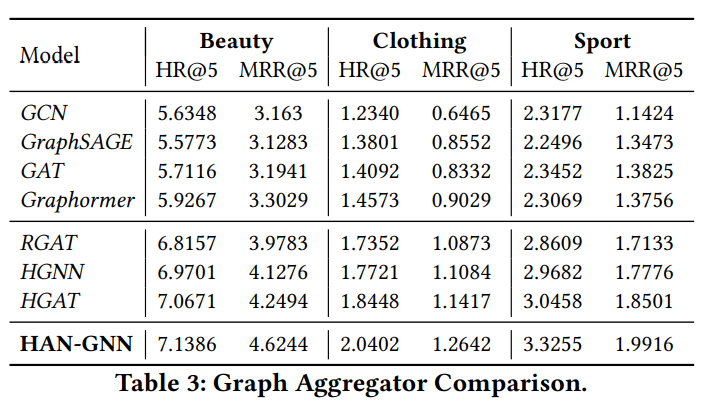 Model Beauty Clothing Sport
HR@5 MRR@5 HR@5 MRR@5 HR@5 MRR@5
GCN 5.6348 3.163 1.2340 0.6465 2.3177 1.1424
GraphSAGE 5.5773 3.1283 1.3801 0.8552 2.2496 1.3473
GAT 5.7116 3.1941 1.4092 0.8332 2.3452 1.3825
Graphormer 5.9267 3.3029 1.4573 0.9029 2.3069 1.3756
RGAT 6.8157 3.9783 1.7352 1.0873 2.8609 1.7133
HGNN 6.9701 4.1276 1.7721 1.1084 2.9682 1.7776
HGAT 7.0671 4.2494 1.8448 1.1417 3.0458 1.8501
HAN-GNN 7.1386 4.6244 2.0402 1.2642 3.3255 1.9916
Table 3: Graph Aggregator Comparison.